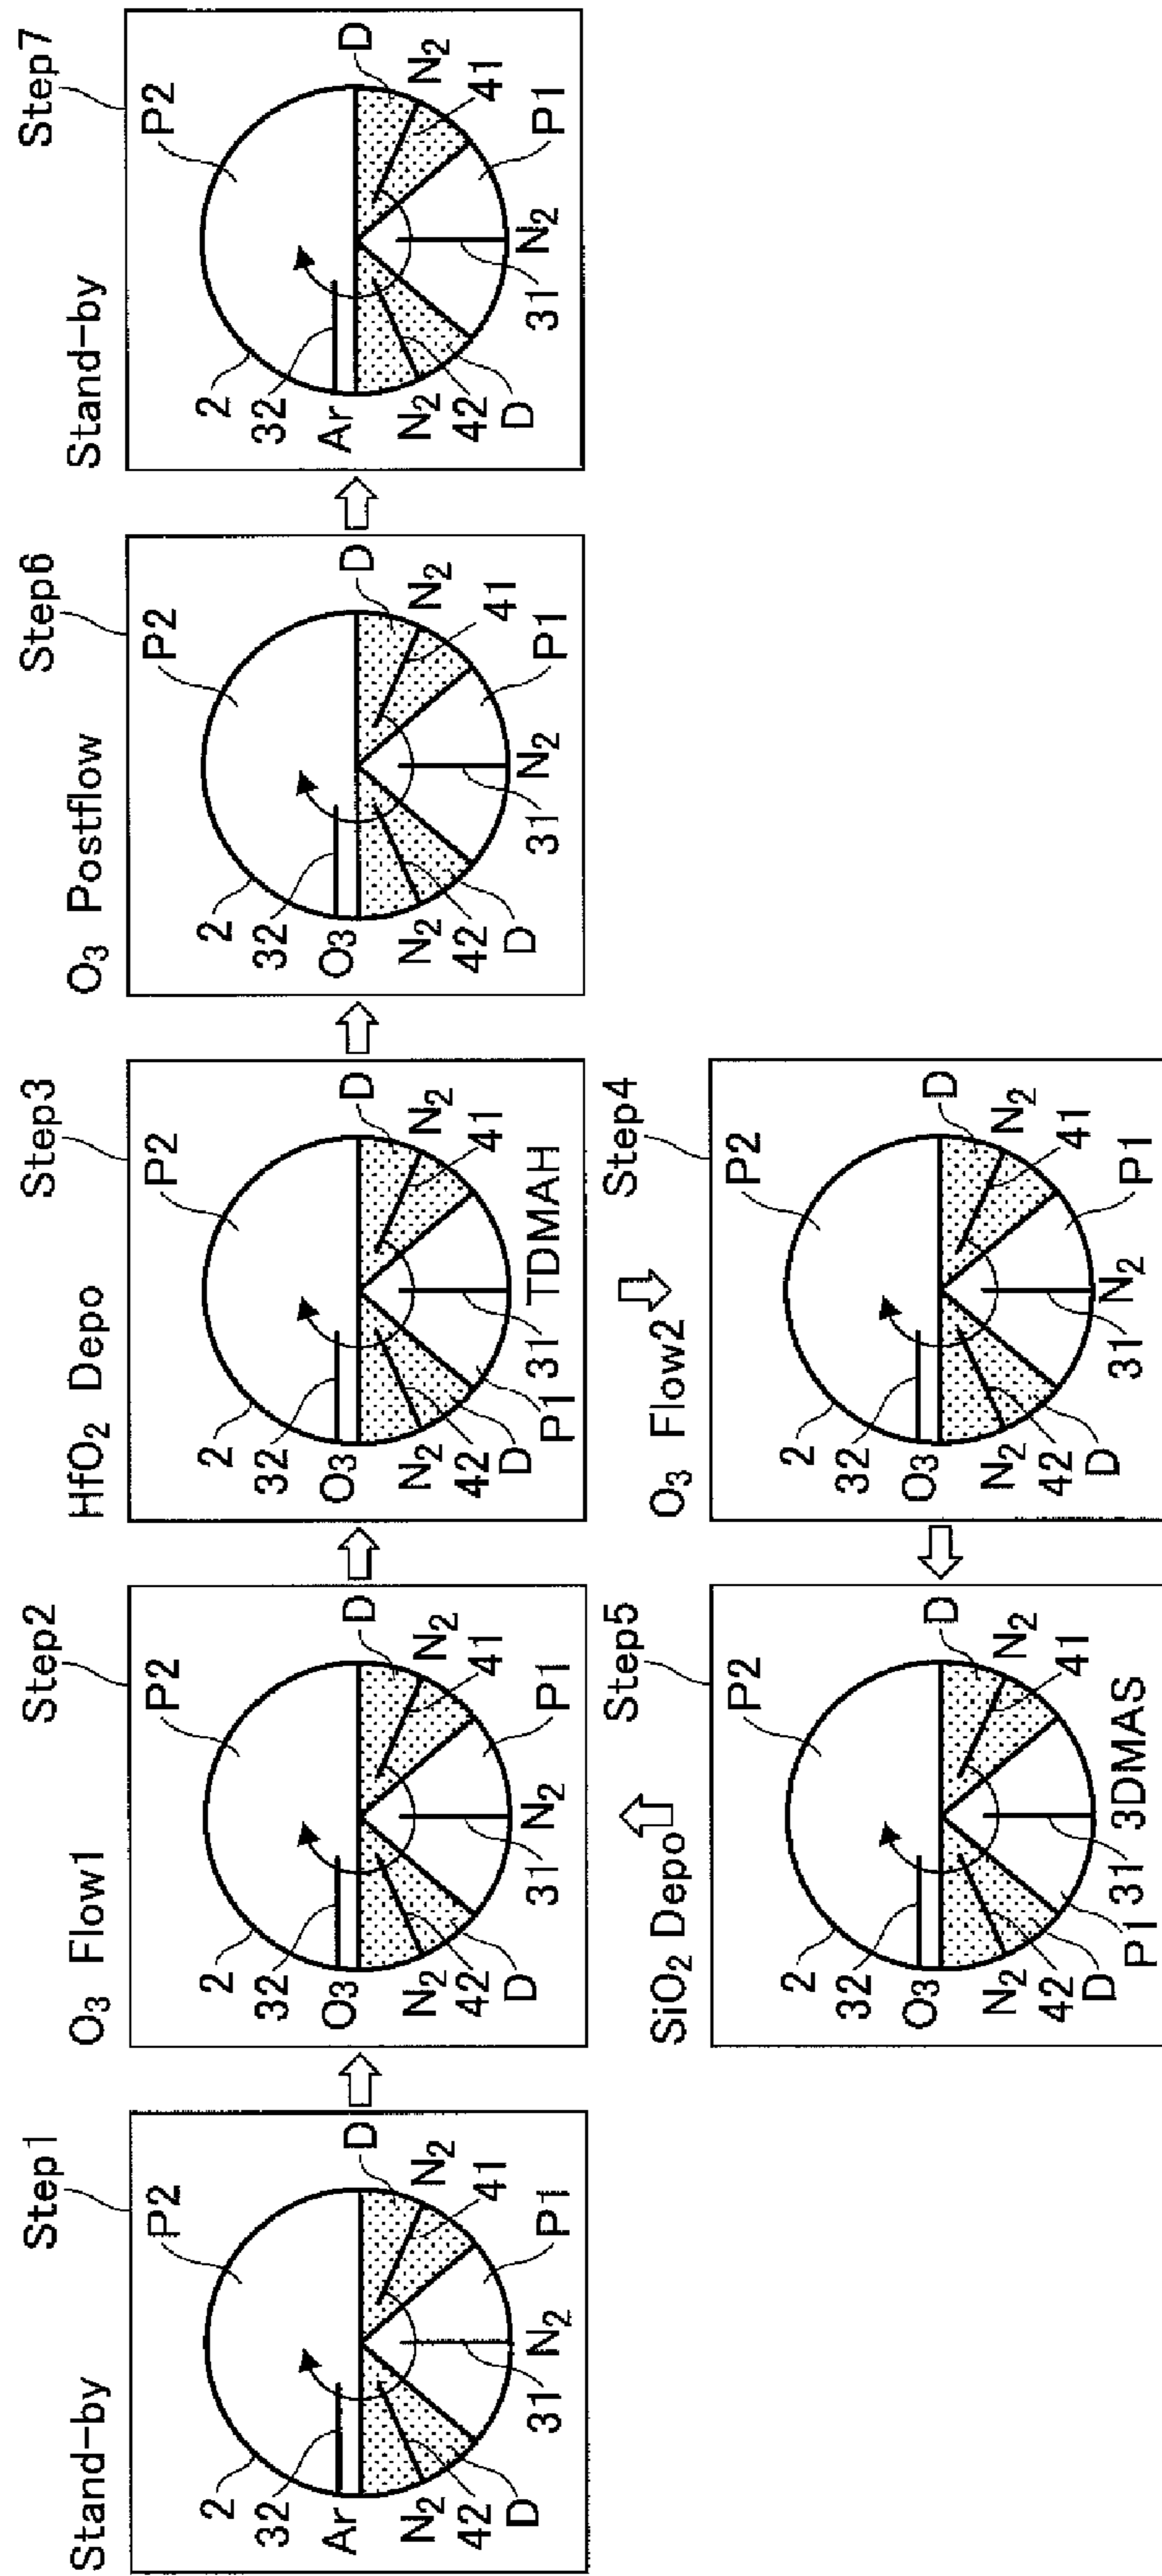 Step1
Stand-by
P2
2
32
Ar
D
N2
41
N2
42
D
P1
N2
31
Step2
O3 Flow1
P2
2
32
O3
D
N2
41
N2
42
D
P1
N2
31
Step3
HfO2 Depo
P2
2
32
O3
D
N2
41
N2
42
D
P1
31
TDMAH
Step6
O3 Postflow
P2
2
32
O3
D
N2
41
N2
42
D
P1
N2
31
Step7
Stand-by
P2
2
32
Ar
D
N2
41
N2
42
D
P1
N2
31
Step5
SiO2 Depo
P2
2
32
O3
D
N2
41
N2
42
D
P1
31
3DMAS
Step4
O3 Flow2
P2
2
32
O3
D
N2
41
N2
42
D
P1
N2
31